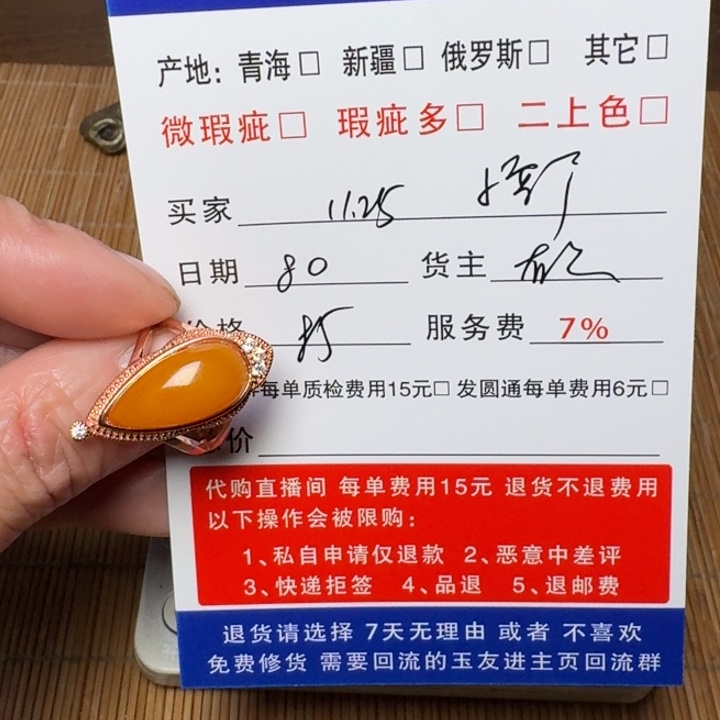 产地：青海□ 新疆□ 俄罗斯□ 其它□
微瑕疵□ 瑕疵多□ 二上色□
买家 11.25
日期 80 货主
价格 85 服务费 7%
每单质检费用15元□ 发圆通每单费用6元□
价
代购直播间 每单费用15元 退货不退费用
以下操作会被限购：
1、私自申请仅退款 2、恶意中差评
3、快递拒签 4、品退 5、退邮费
退货请选择 7天无理由 或者 不喜欢
免费修货 需要回流的玉友进主页回流群